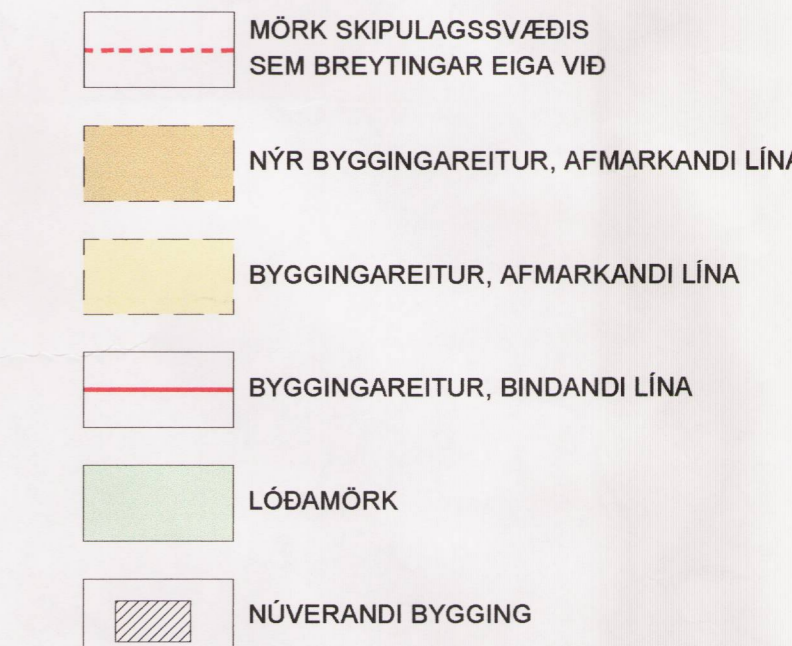 MÖRK SKIPULAGSSVÆÐIS
SEM BREYTINGAR EIGA VIÐ
NÝR BYGGINGAREITUR, AFMARKANDI LÍNA
BYGGINGAREITUR, AFMARKANDI LÍNA
BYGGINGAREITUR, BINDANDI LÍNA
LÓÐAMÖRK
NÚVERANDI BYGGING